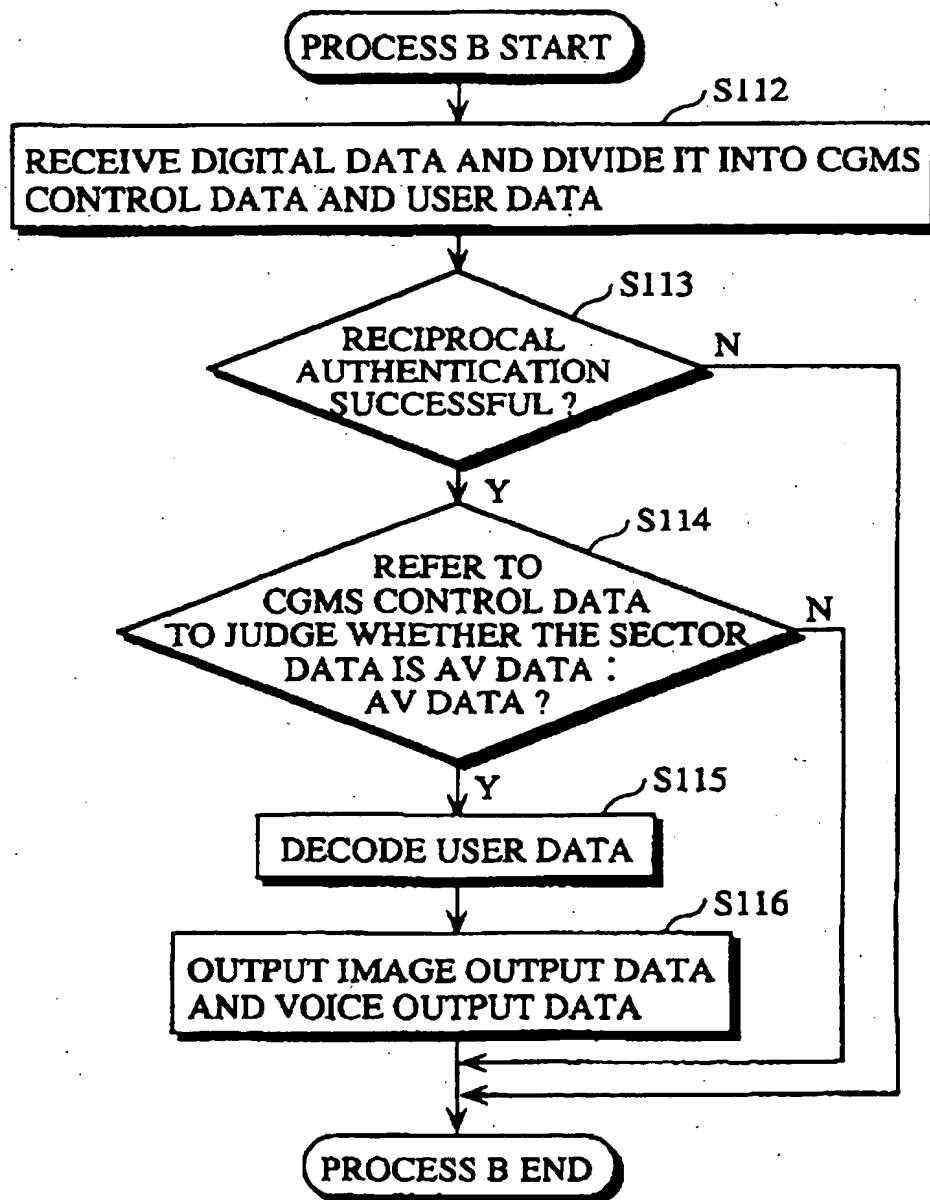 PROCESS B START
S112
RECEIVE DIGITAL DATA AND DIVIDE IT INTO CGMS
CONTROL DATA AND USER DATA
S113
RECIPROCAL
AUTHENTICATION
SUCCESSFUL ?
N
Y
S114
REFER TO
CGMS CONTROL DATA
TO JUDGE WHETHER THE SECTOR
DATA IS AV DATA :
AV DATA ?
N
Y
S115
DECODE USER DATA
S116
OUTPUT IMAGE OUTPUT DATA
AND VOICE OUTPUT DATA
PROCESS B END